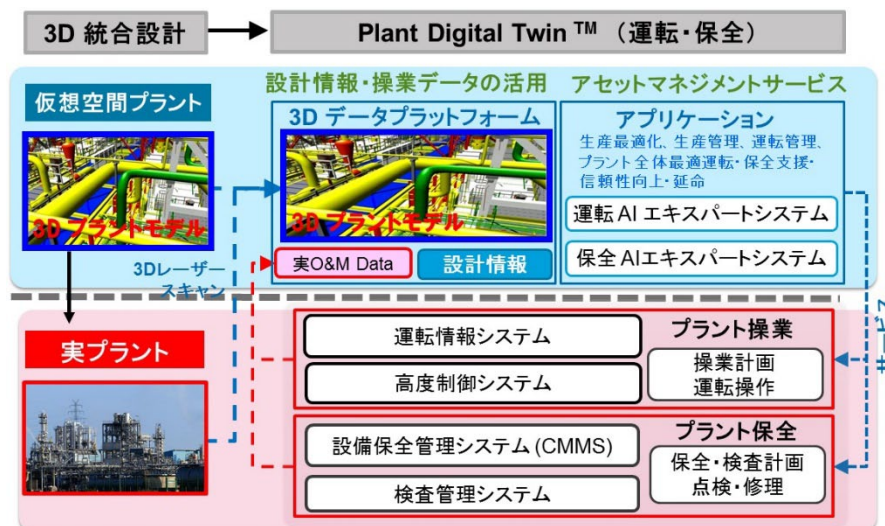 3D 統合設計
Plant Digital Twin ™ （運転・保全）
設計情報・操業データの活用
アセットマネジメントサービス
仮想空間プラント
3D プラントモデル
3D データプラットフォーム
3D プラントモデル
実O&M Data
設計情報
アプリケーション
生産最適化、生産管理、運転管理、
プラント全体最適運転・保全支援・
信頼性向上・延命
運転 AI エキスパートシステム
保全 AIエキスパートシステム
3Dレーザー
スキャン
サービス
実プラント
運転情報システム
高度制御システム
プラント操業
操業計画
運転操作
設備保全管理システム (CMMS)
検査管理システム
プラント保全
保全・検査計画
点検・修理